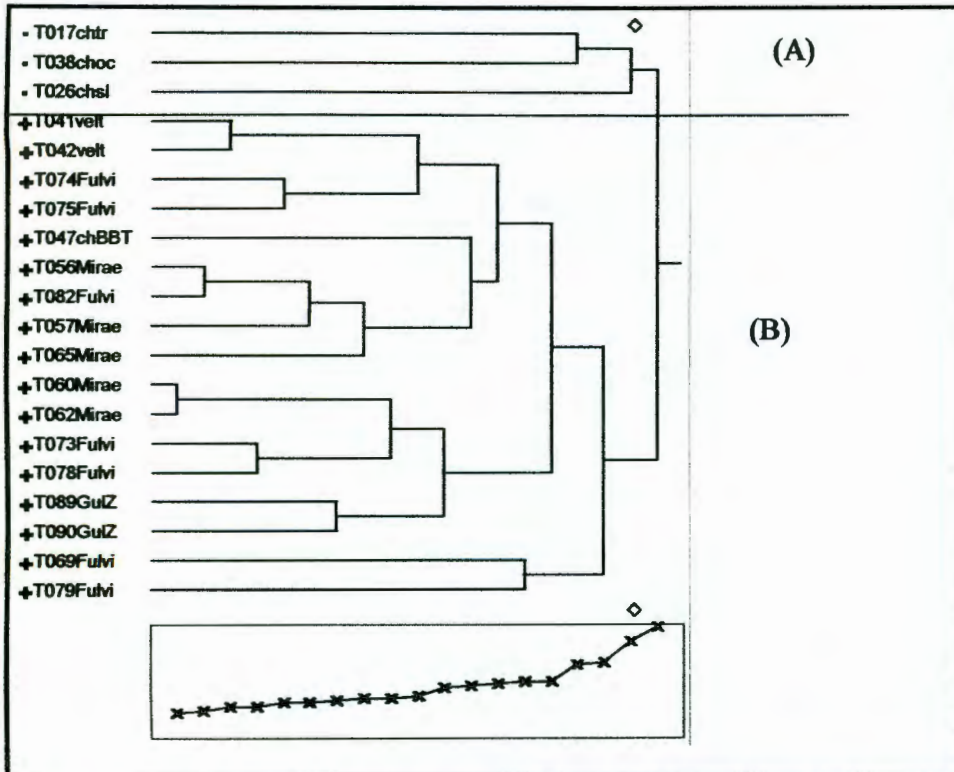 - T017chtr
- T038choc
- T026chsl
+T041velt
+T042velt
+T074Fulvi
+T075Fulvi
+T047chBBT
+T056Mirae
+T082Fulvi
+T057Mirae
+T065Mirae
+T060Mirae
+T062Mirae
+T073Fulvi
+T078Fulvi
+T089GulZ
+T090GulZ
+T069Fulvi
+T079Fulvi
(A)
(B)